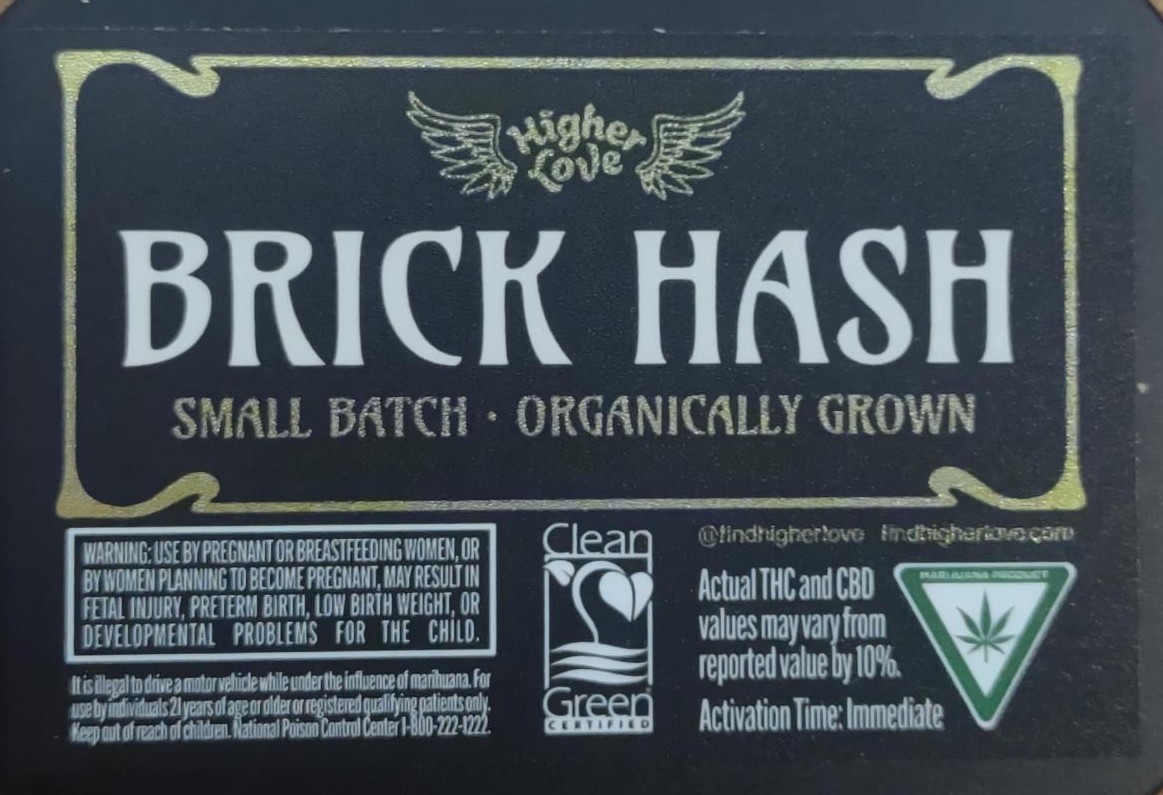 Higher
Love
BRICK HASH
SMALL BATCH · ORGANICALLY GROWN
WARNING: USE BY PREGNANT OR BREASTFEEDING WOMEN, OR
BY WOMEN PLANNING TO BECOME PREGNANT, MAY RESULT IN
FETAL INJURY, PRETERM BIRTH, LOW BIRTH WEIGHT, OR
DEVELOPMENTAL PROBLEMS FOR THE CHILD.
It is illegal to drive a motor vehicle while under the influence of marihuana. For
use by individuals 21 years of age or older or registered qualifying patients only.
Keep out of reach of children. National Poison Control Center 1-800-222-1222.
Clean
Green
CERTIFIED
@findhigherlove findhigherlove.com
Actual THC and CBD
values may vary from
reported value by 10%.
Activation Time: Immediate
MARIJUANA PRODUCT